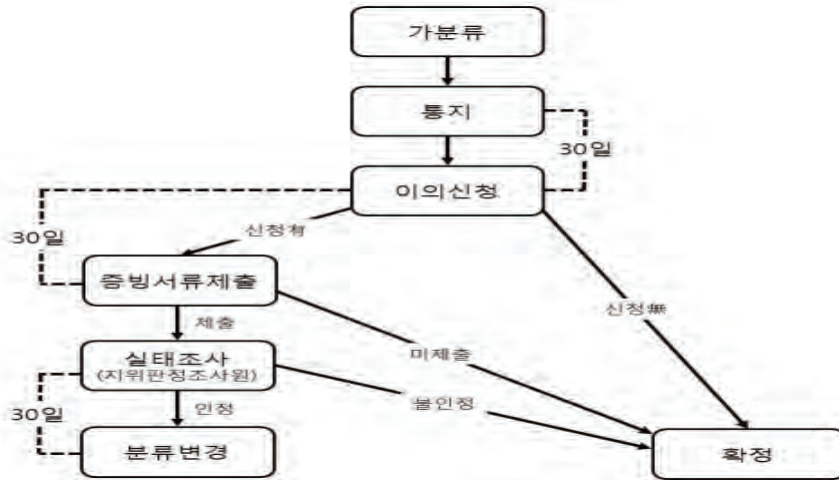 가분류
통지
30일
이의신청
30일
신청有
증빙서류제출
신청無
제출
실태조사
(지위판정조사원)
미제출
30일
인정
불인정
분류변경
확정